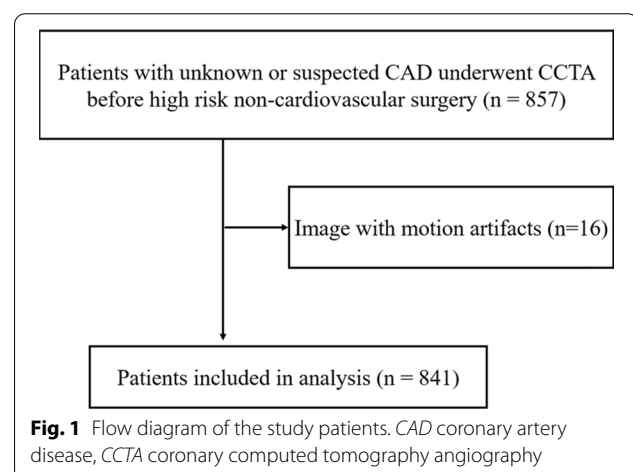 Patients with unknown or suspected CAD underwent CCTA
before high risk non-cardiovascular surgery (n = 857)
Image with motion artifacts (n=16)
Patients included in analysis (n = 841)
Fig. 1 Flow diagram of the study patients. CAD coronary artery
disease, CCTA coronary computed tomography angiography